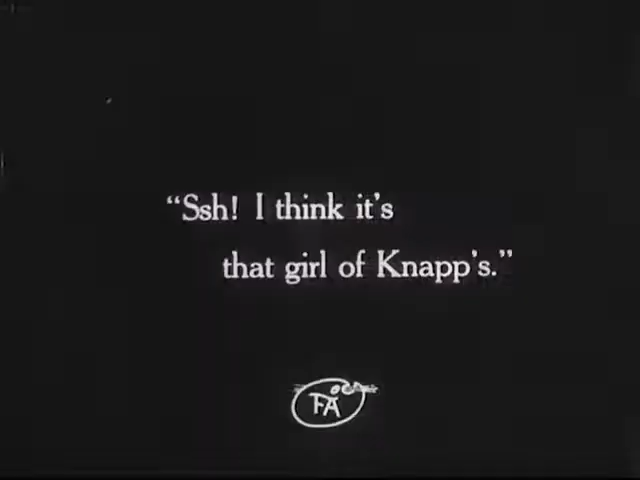 “Ssh! I think it's
that girl of Knapp's.”
FA